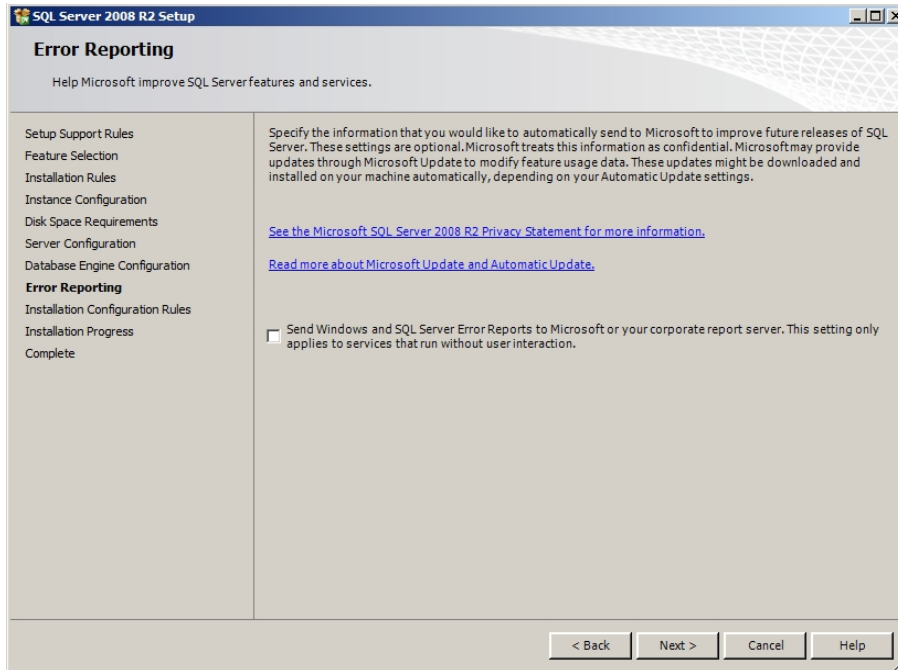 SQL Server 2008 R2 Setup
Error Reporting
Help Microsoft improve SQL Server features and services.
Setup Support Rules
Feature Selection
Installation Rules
Instance Configuration
Disk Space Requirements
Server Configuration
Database Engine Configuration
Error Reporting
Installation Configuration Rules
Installation Progress
Complete
Specify the information that you would like to automatically send to Microsoft to improve future releases of SQL
Server. These settings are optional. Microsoft treats this information as confidential. Microsoft may provide
updates through Microsoft Update to modify feature usage data. These updates might be downloaded and
installed on your machine automatically, depending on your Automatic Update settings.
See the Microsoft SQL Server 2008 R2 Privacy Statement for more information.
Read more about Microsoft Update and Automatic Update.
Send Windows and SQL Server Error Reports to Microsoft or your corporate report server. This setting only
applies to services that run without user interaction.
< Back
Next >
Cancel
Help